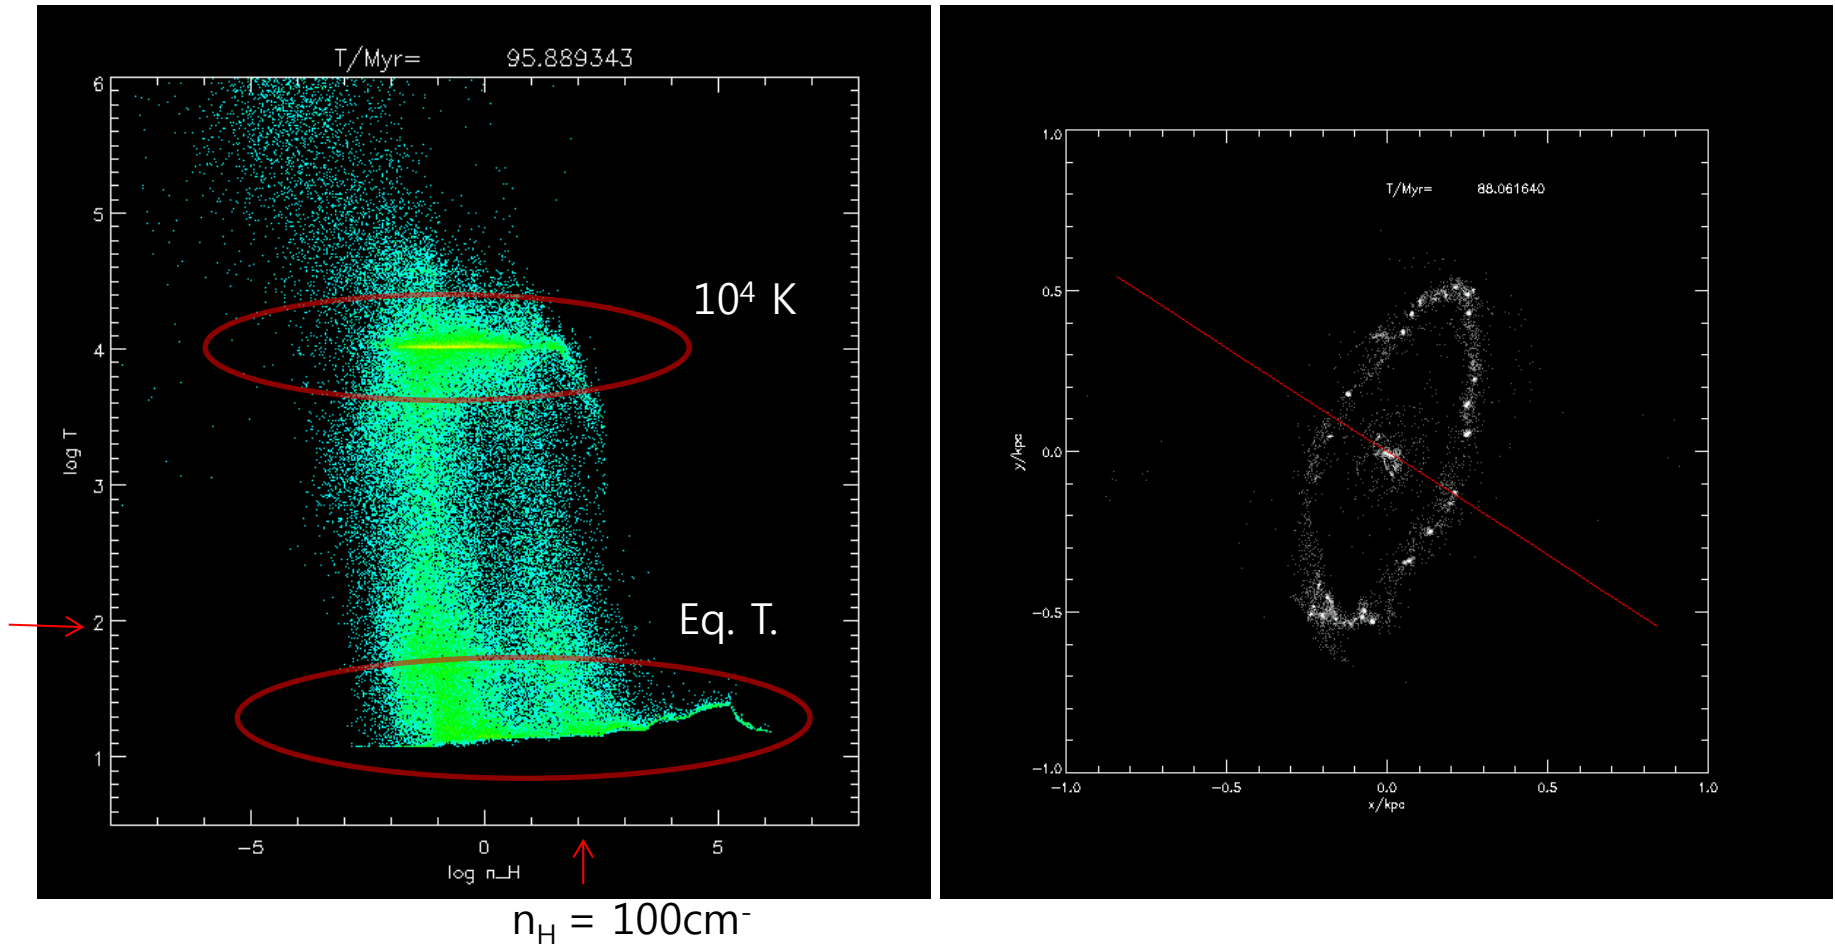 T/Myr= 95.889343
6
5
4
3
2
1
log T
10⁴ K
Eq. T.
-5 0 5
log n_H
n_H = 100cm⁻
T/Myr= 88.061640
1.0
0.5
0.0
-0.5
-1.0
y/kpc
-1.0 -0.5 0.0 0.5 1.0
x/kpc